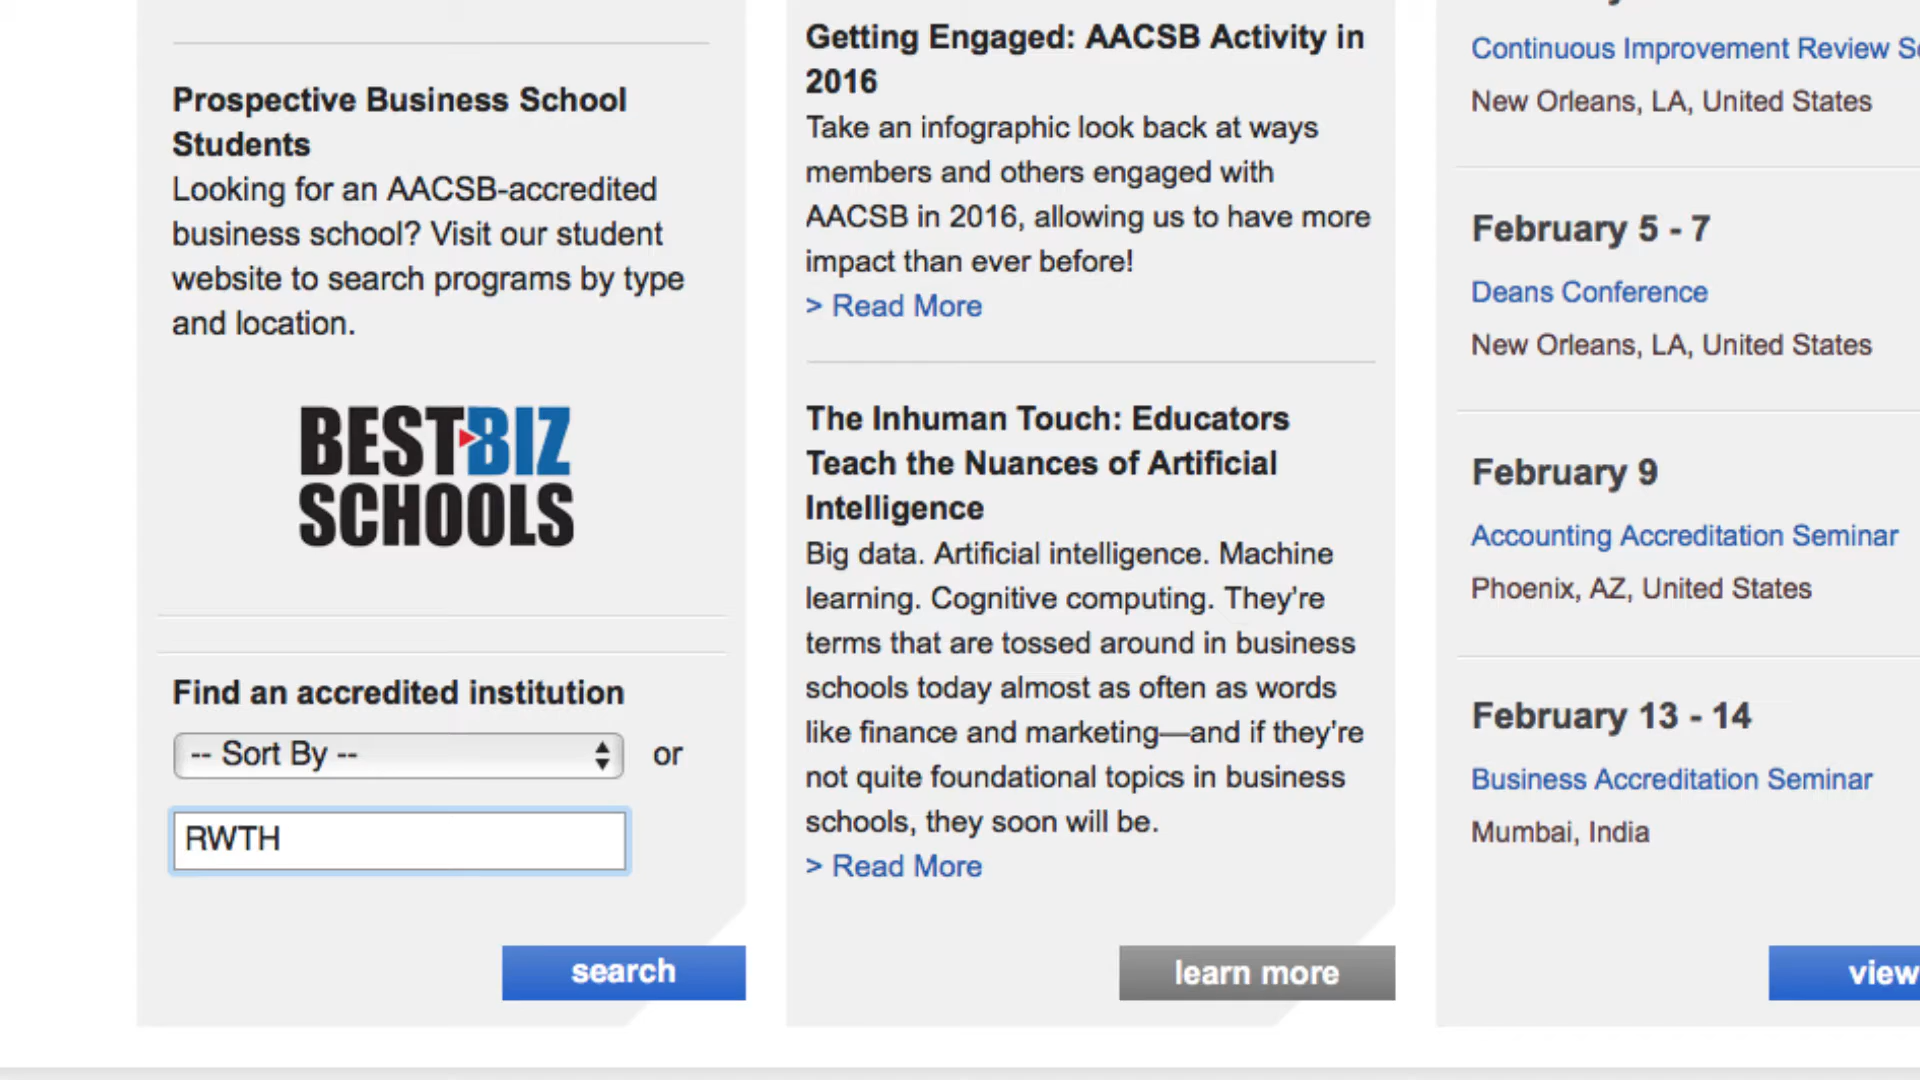 Prospective Business School
Students
Looking for an AACSB-accredited
business school? Visit our student
website to search programs by type
and location.
BEST BIZ
SCHOOLS
Find an accredited institution
-- Sort By --
or
RWTH
search
Getting Engaged: AACSB Activity in
2016
Take an infographic look back at ways
members and others engaged with
AACSB in 2016, allowing us to have more
impact than ever before!
> Read More
The Inhuman Touch: Educators
Teach the Nuances of Artificial
Intelligence
Big data. Artificial intelligence. Machine
learning. Cognitive computing. They're
terms that are tossed around in business
schools today almost as often as words
like finance and marketing—and if they're
not quite foundational topics in business
schools, they soon will be.
> Read More
learn more
Continuous Improvement Review
New Orleans, LA, United States
February 5 - 7
Deans Conference
New Orleans, LA, United States
February 9
Accounting Accreditation Seminar
Phoenix, AZ, United States
February 13 - 14
Business Accreditation Seminar
Mumbai, India
view